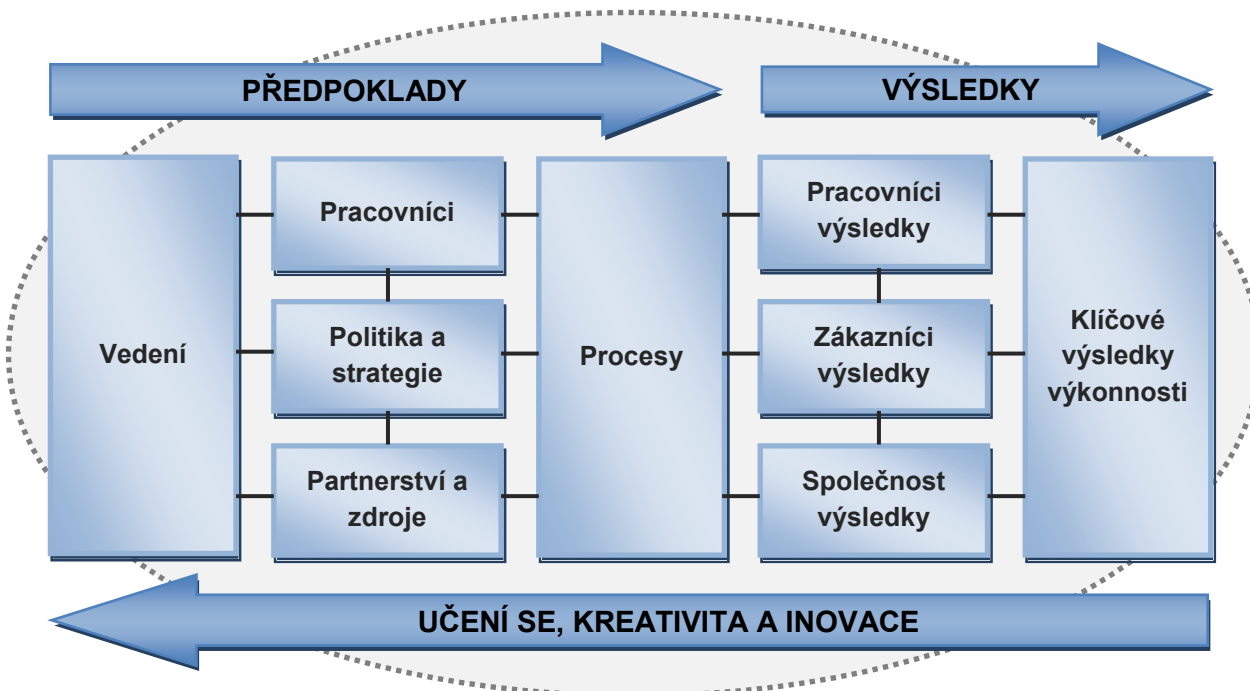 PŘEDPOKLADY
VÝSLEDKY
Vedení
Pracovníci
Politika a
strategie
Partnerství a
zdroje
Procesy
Pracovníci
výsledky
Zákazníci
výsledky
Společnost
výsledky
Klíčové
výsledky
výkonnosti
UČENÍ SE, KREATIVITA A INOVACE